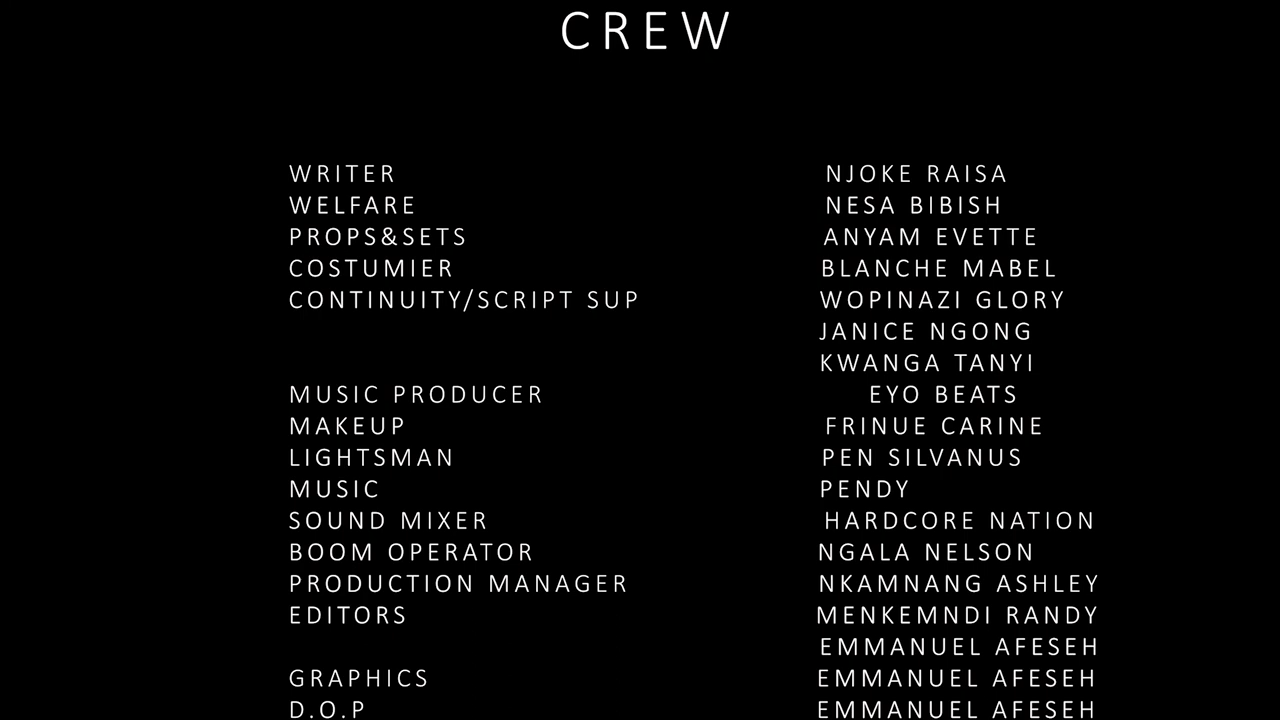 CREW
WRITER NJOKE RAISA
WELFARE NESA BIBISH
PROPS&SETS ANYAM EVETTE
COSTUMIER BLANCHE MABEL
CONTINUITY/SCRIPT SUP WOPINAZI GLORY
JANICE NGONG
KWANGA TANYI
MUSIC PRODUCER EYO BEATS
MAKEUP FRINUE CARINE
LIGHTSMAN PEN SILVANUS
MUSIC PENDY
SOUND MIXER HARDCORE NATION
BOOM OPERATOR NGALA NELSON
PRODUCTION MANAGER NKAMNANG ASHLEY
EDITORS MENKEMNDI RANDY
EMMANUEL AFESEH
GRAPHICS EMMANUEL AFESEH
D.O.P EMMANUEL AFESEH